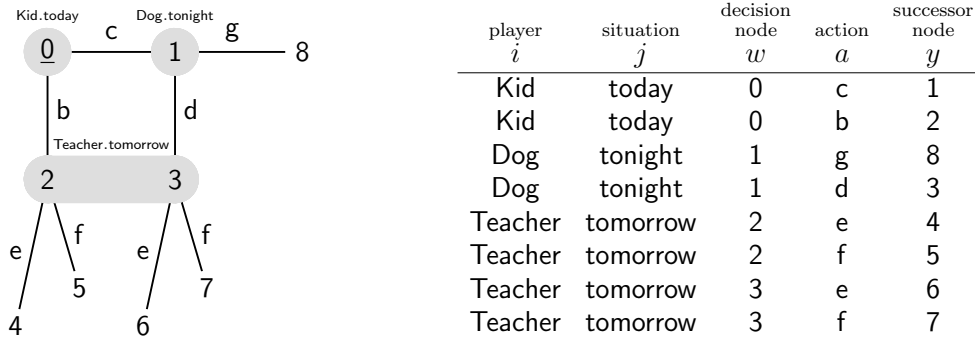 Kid.today Dog.tonight
0 c 1 g 8
b d
Teacher.tomorrow
2 3
e f e f
5 7
4 6
player situation decision node action successor node
i j w a y
Kid today 0 c 1
Kid today 0 b 2
Dog tonight 1 g 8
Dog tonight 1 d 3
Teacher tomorrow 2 e 4
Teacher tomorrow 2 f 5
Teacher tomorrow 3 e 6
Teacher tomorrow 3 f 7